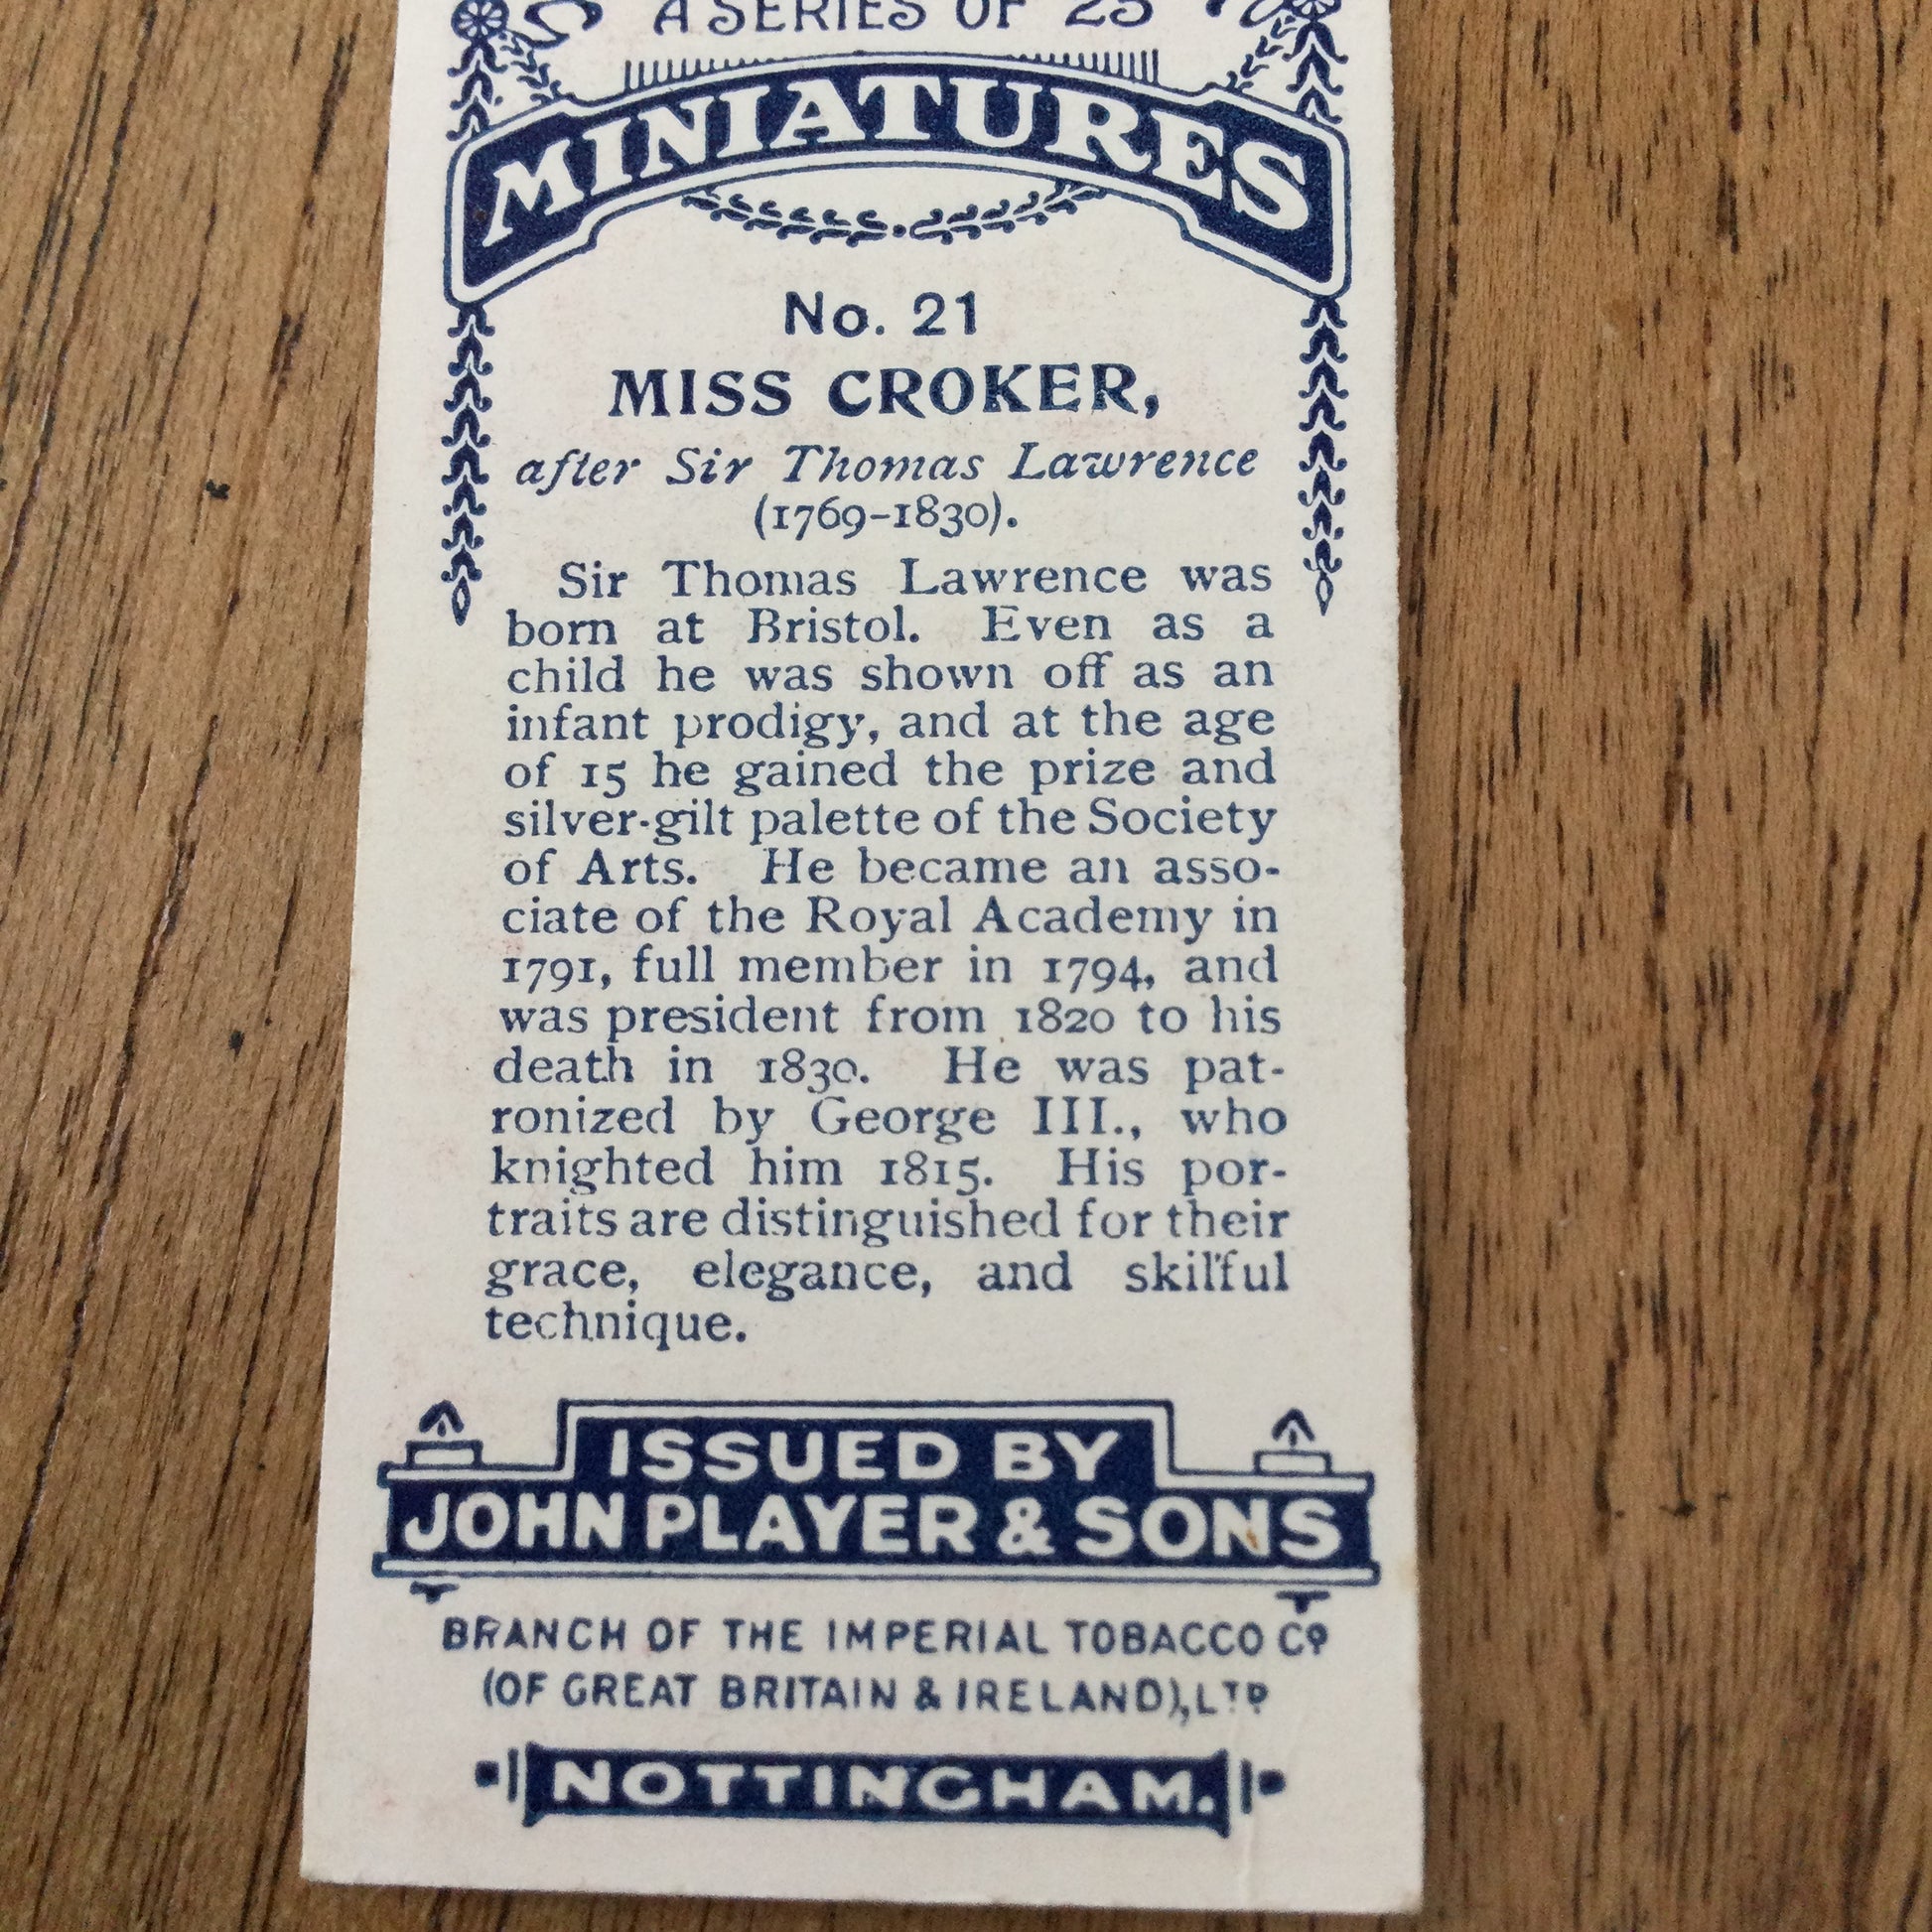 A SERIES OF 25
MINIATURES
No. 21
MISS CROKER,
after Sir Thomas Lawrence
(1769-1830).
Sir Thomas Lawrence was
born at Bristol. Even as a
child he was shown off as an
infant prodigy, and at the age
of 15 he gained the prize and
silver-gilt palette of the Society
of Arts. He became an asso-
ciate of the Royal Academy in
1791, full member in 1794, and
was president from 1820 to his
death in 1830. He was pat-
ronized by George III., who
knighted him 1815. His por-
traits are distinguished for their
grace, elegance, and skilful
technique.
ISSUED BY
JOHN PLAYER & SONS
BRANCH OF THE IMPERIAL TOBACCO CO
(OF GREAT BRITAIN & IRELAND), LTD
NOTTINGHAM.